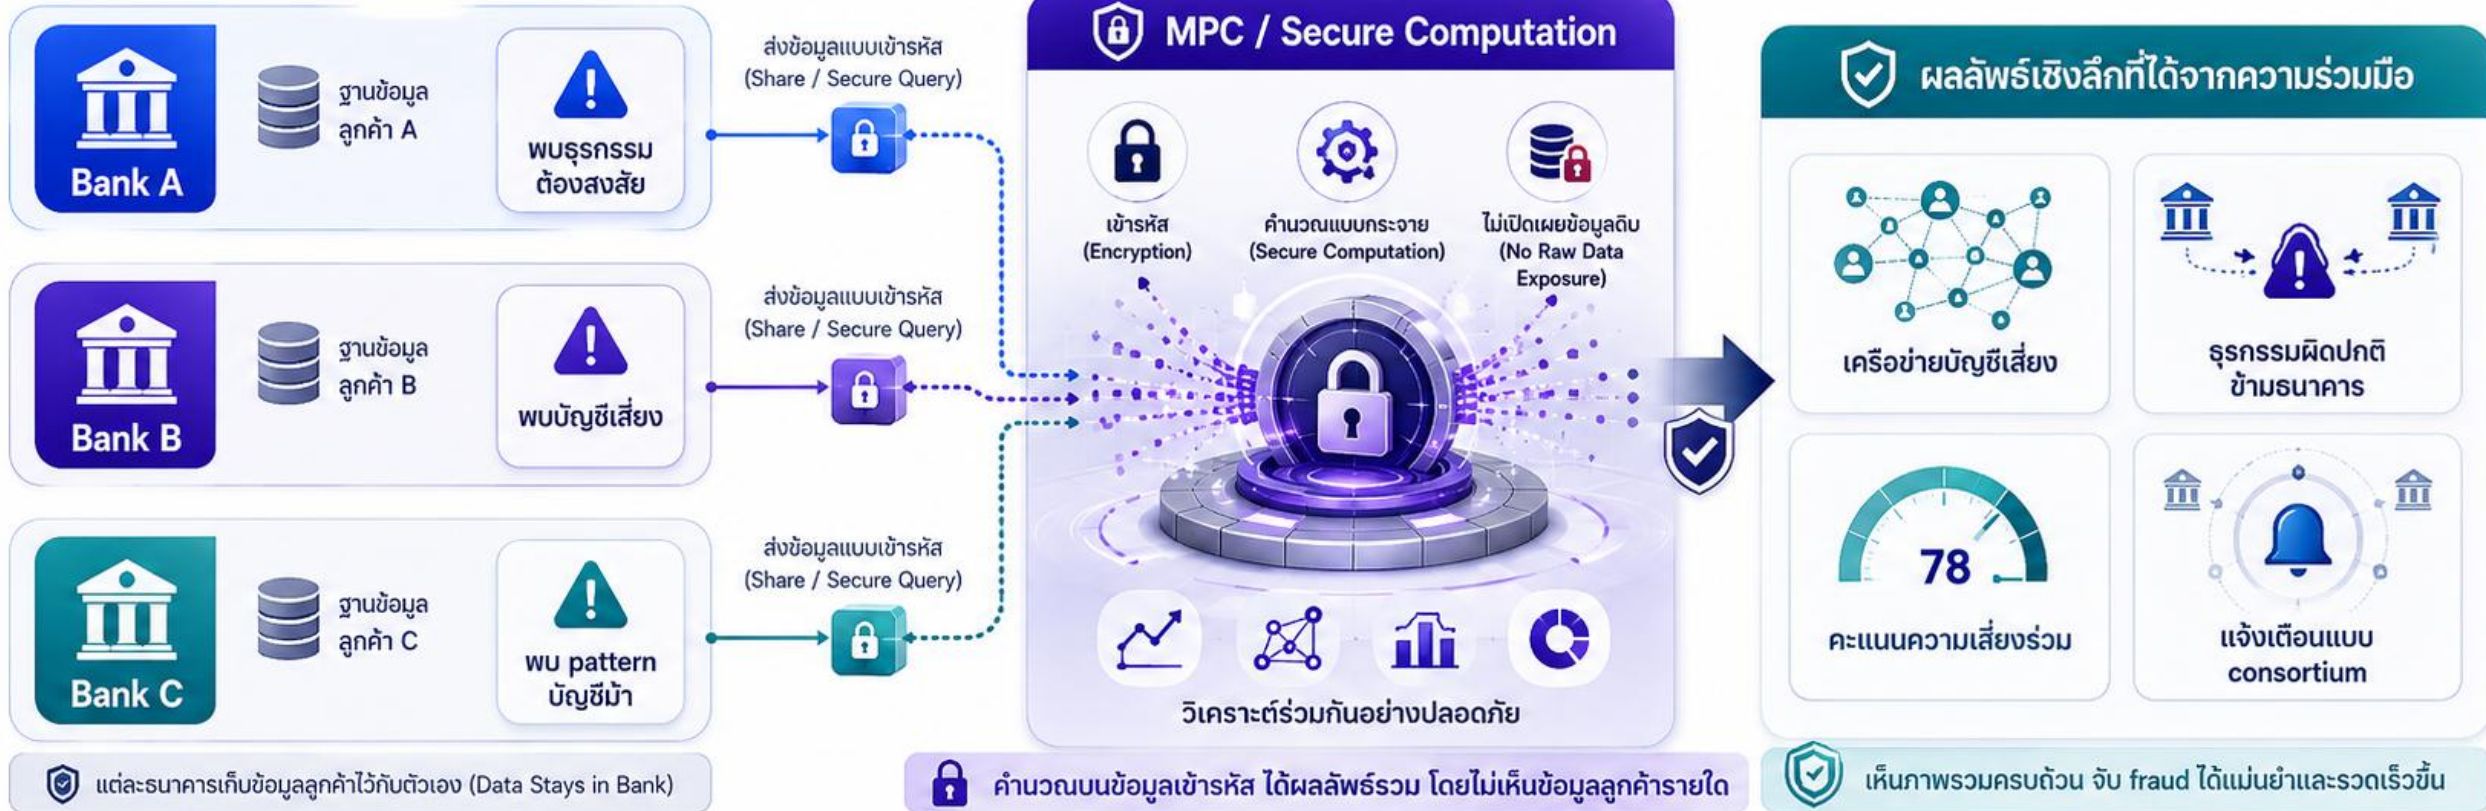 Bank A
ฐานข้อมูล
ลูกค้า A
พบธุรกรรม
ต้องสงสัย
ส่งข้อมูลแบบเข้ารหัส
(Share / Secure Query)
Bank B
ฐานข้อมูล
ลูกค้า B
พบบัญชีเสี่ยง
ส่งข้อมูลแบบเข้ารหัส
(Share / Secure Query)
Bank C
ฐานข้อมูล
ลูกค้า C
พบ pattern
บัญชีม้า
ส่งข้อมูลแบบเข้ารหัส
(Share / Secure Query)
แต่ละธนาคารเก็บข้อมูลลูกค้าไว้กับตัวเอง (Data Stays in Bank)
MPC / Secure Computation
เข้ารหัส
(Encryption)
คำนวณแบบกระจาย
(Secure Computation)
ไม่เปิดเผยข้อมูลดิบ
(No Raw Data
Exposure)
วิเคราะต์ร่วมกันอย่างปลอดภัย
คำนวณบนข้อมูลเข้ารหัส ได้ผลลัพธ์รวม โดยไม่เห็นข้อมูลลูกค้ารายใด
ผลลัพธ์เชิงลึกที่ได้จากความร่วมมือ
เครือข่ายบัญชีเสี่ยง
ธุรกรรมผิดปกติ
ข้ามธนาคาร
78
คะแนนความเสี่ยงร่วม
แจ้งเตือนแบบ
consortium
เห็นภาพรวมครบถ้วน จับ fraud ได้แม่นยำและรวดเร็วขึ้น